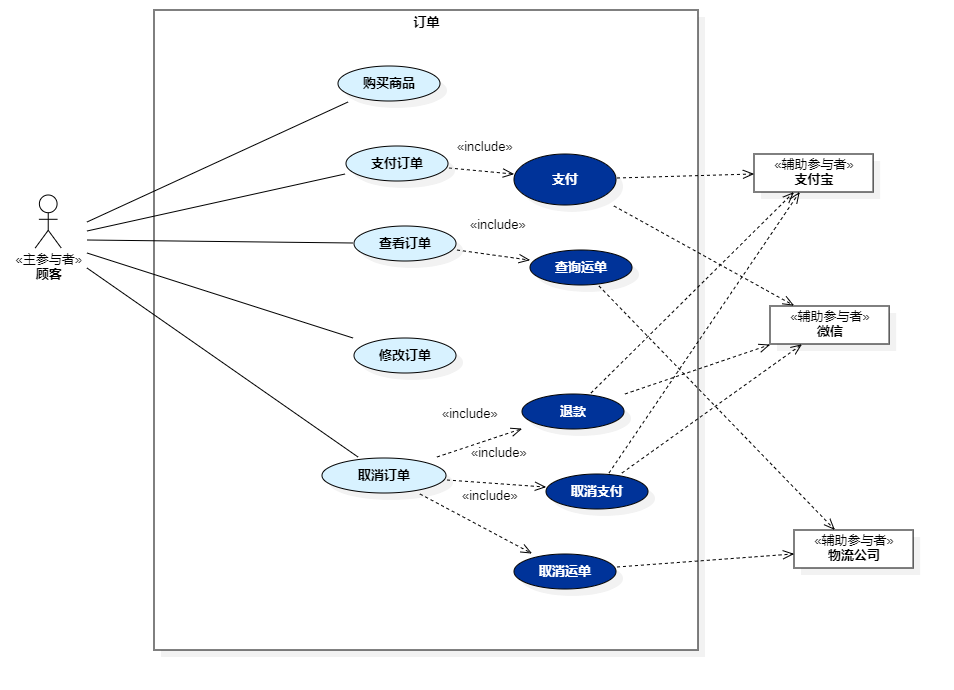 订单
购买商品
支付订单
«include»
支付
«辅助参与者»
支付宝
«主参与者»
顾客
查看订单
«include»
查询运单
«辅助参与者»
微信
修改订单
«include»
退款
取消订单
«include»
«include»
取消支付
取消运单
«辅助参与者»
物流公司